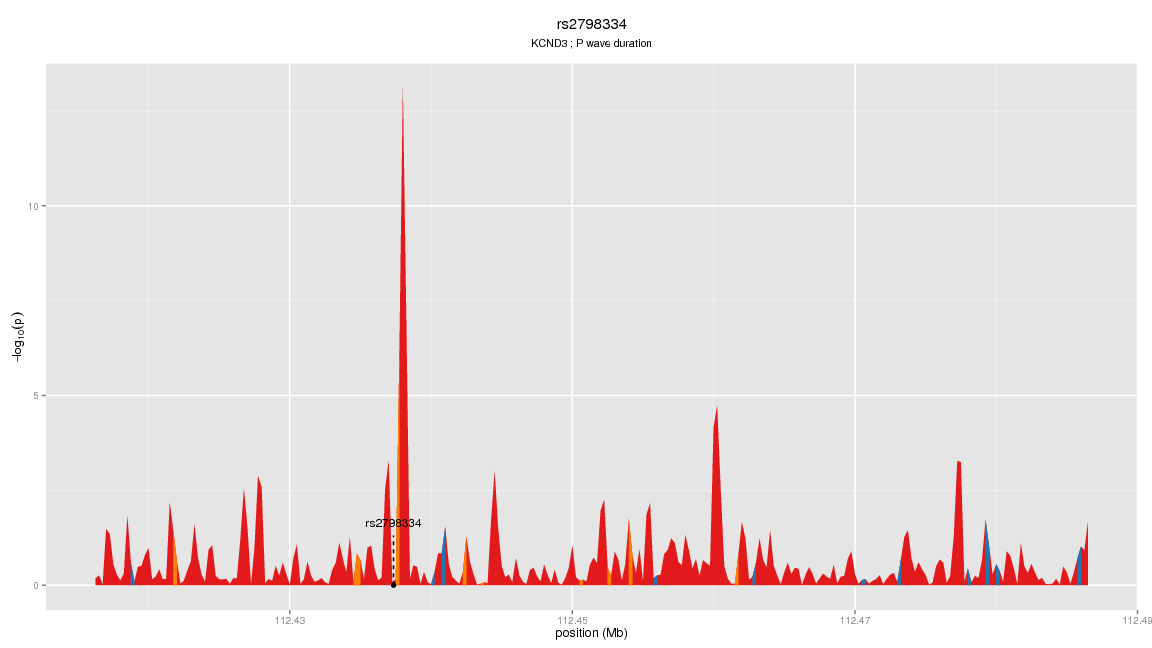 rs2798334
KCND3 ; P wave duration
−log10(p)
10
5
0
rs2798334
112.43
112.45
112.47
112.49
position (Mb)